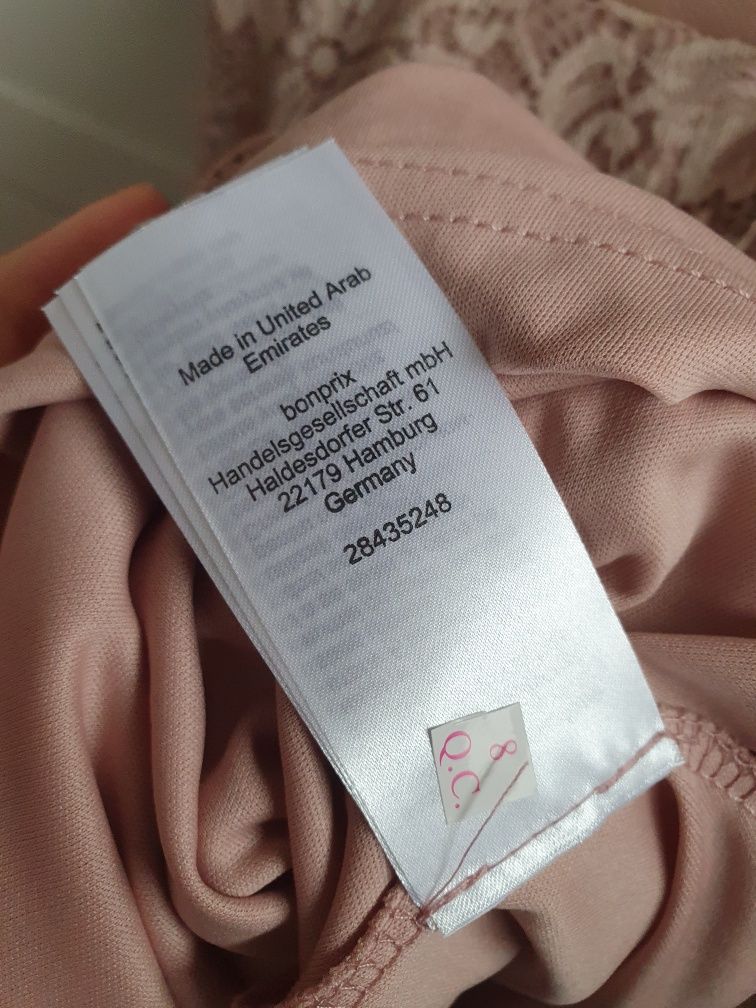 Made in United Arab
Emirates
bonprix
Handelsgesellschaft mbH
Haldesdorfer Str. 61
22179 Hamburg
Germany
28435248
8
Q.C.